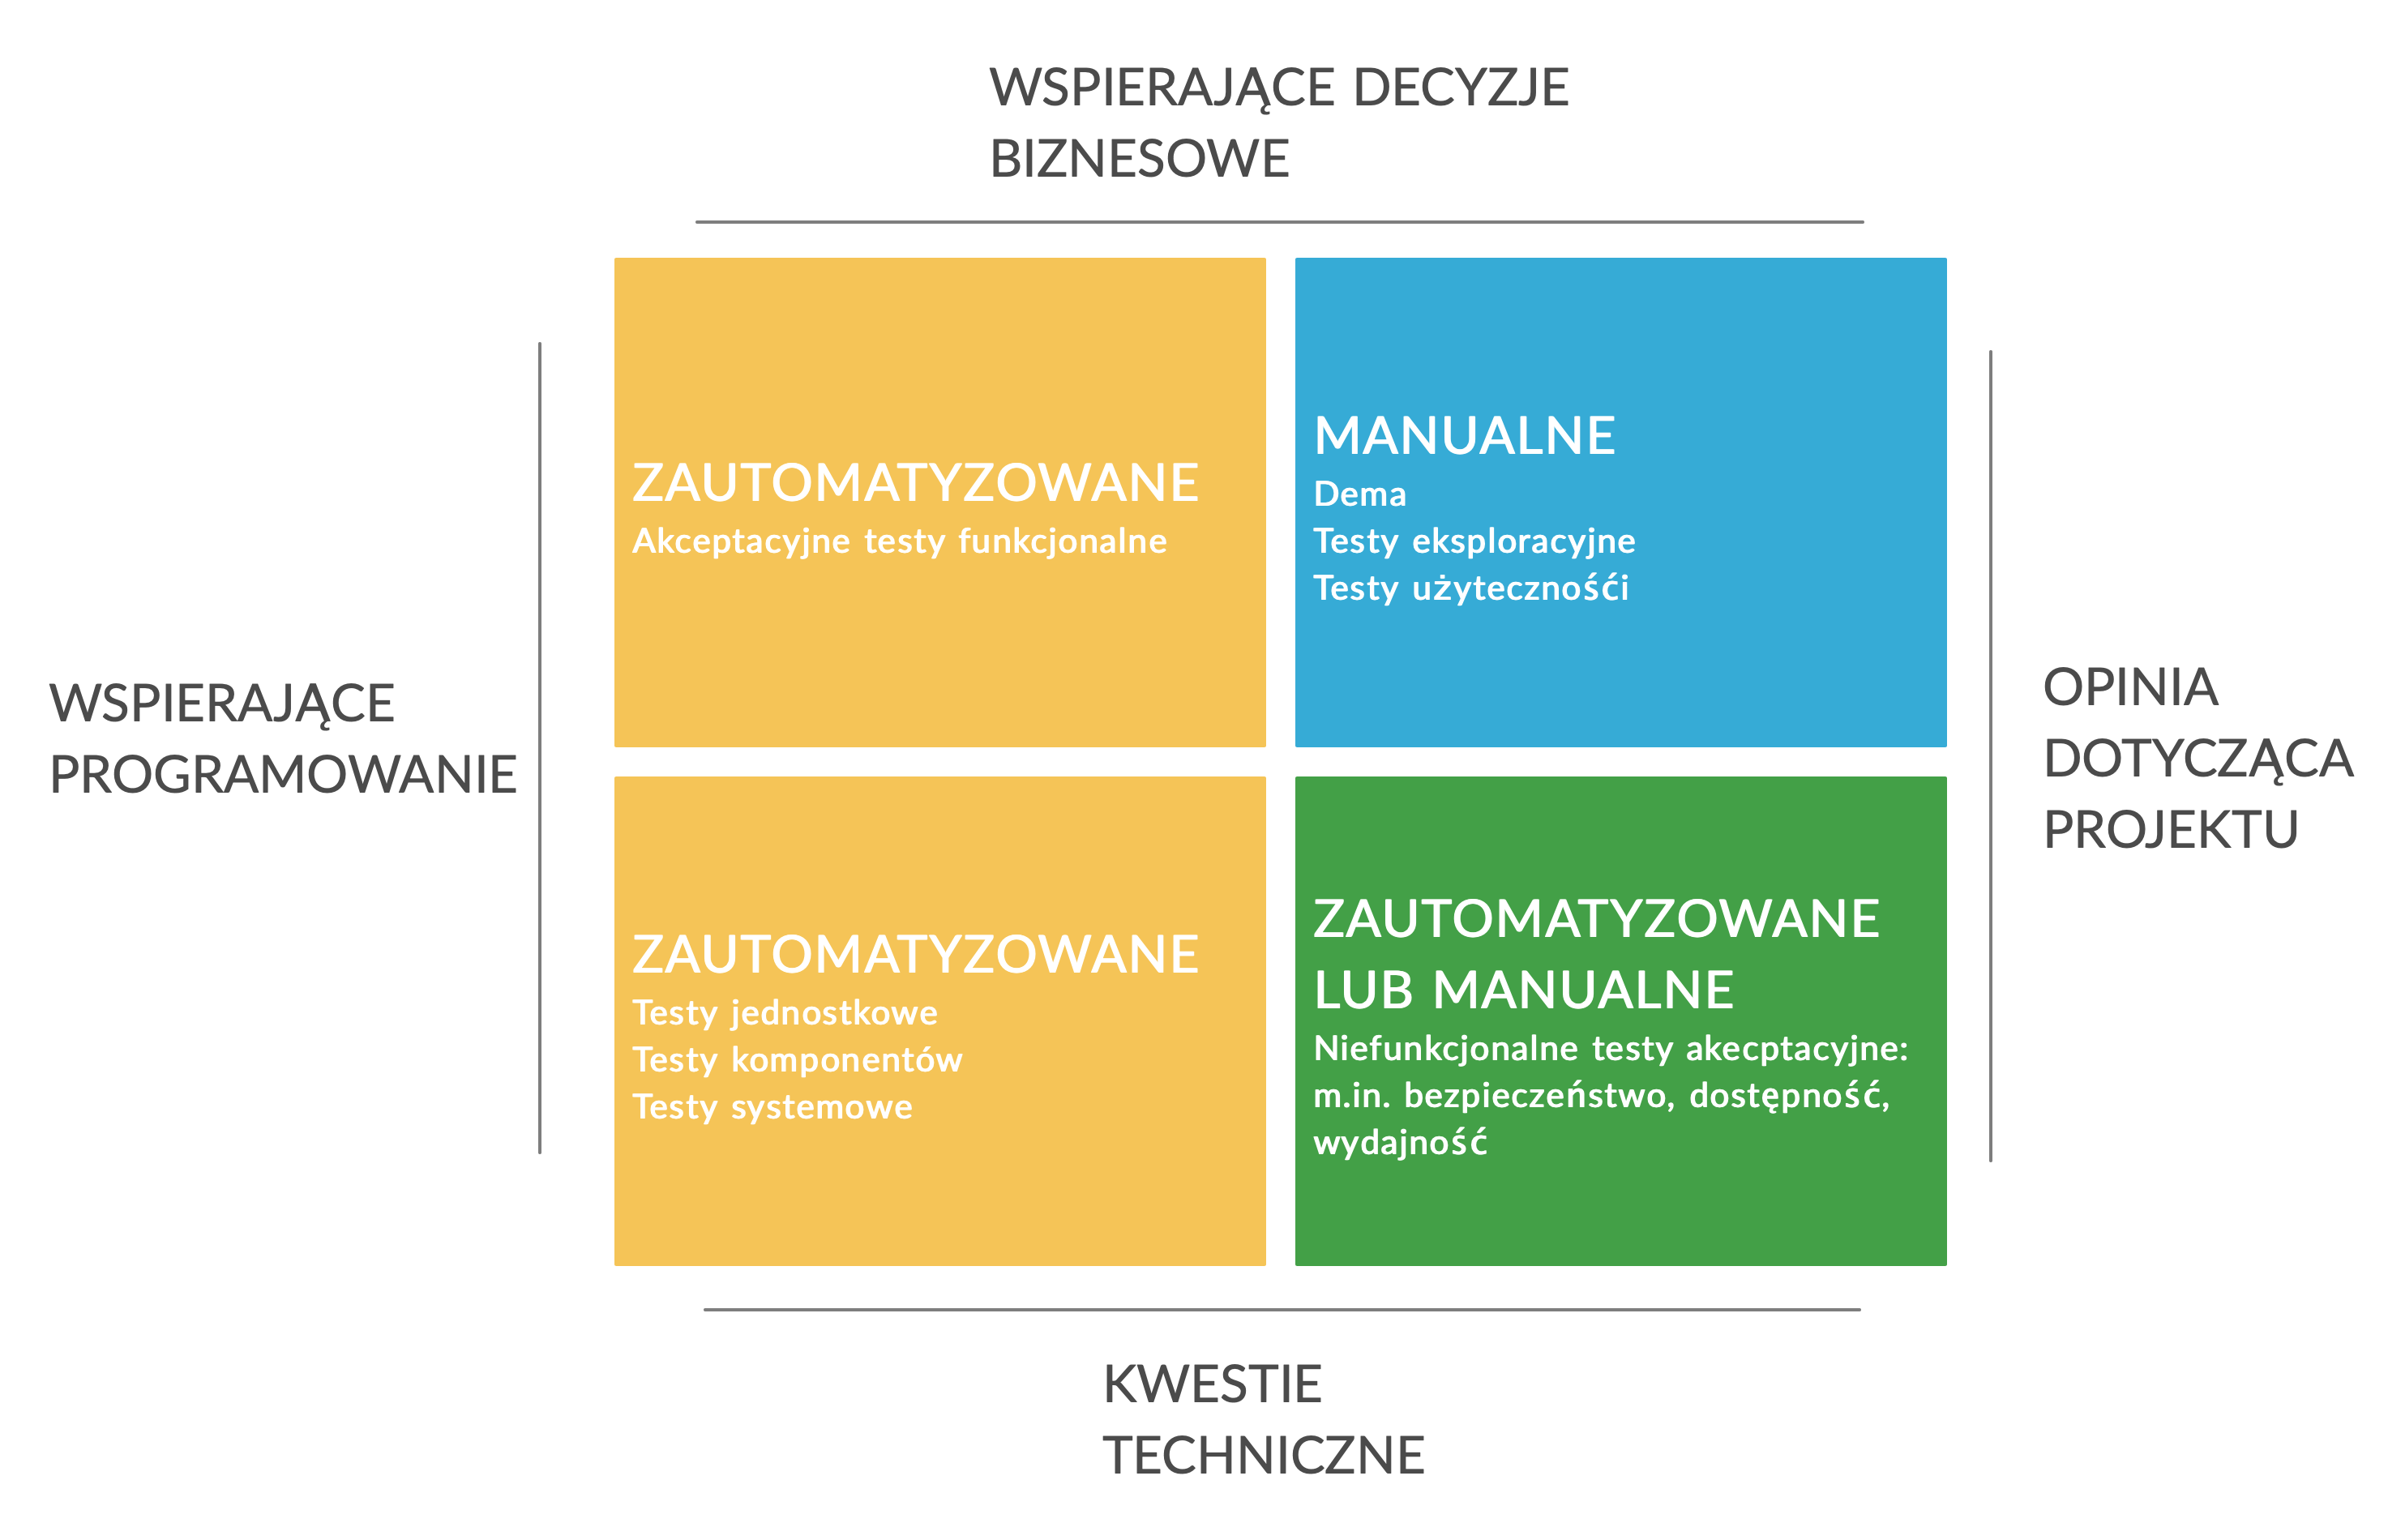 WSPIERAJĄCE DECYZJE
BIZNESOWE
ZAUTOMATYZOWANE
Akceptacyjne testy funkcjonalne
MANUALNE
Dema
Testy eksploracyjne
Testy użytecznośći
WSPIERAJĄCE
PROGRAMOWANIE
OPINIA
DOTYCZĄCA
PROJEKTU
ZAUTOMATYZOWANE
Testy jednostkowe
Testy komponentów
Testy systemowe
ZAUTOMATYZOWANE
LUB MANUALNE
Niefunkcjonalne testy akecptacyjne:
m.in. bezpieczeństwo, dostępność,
wydajność
KWESTIE
TECHNICZNE